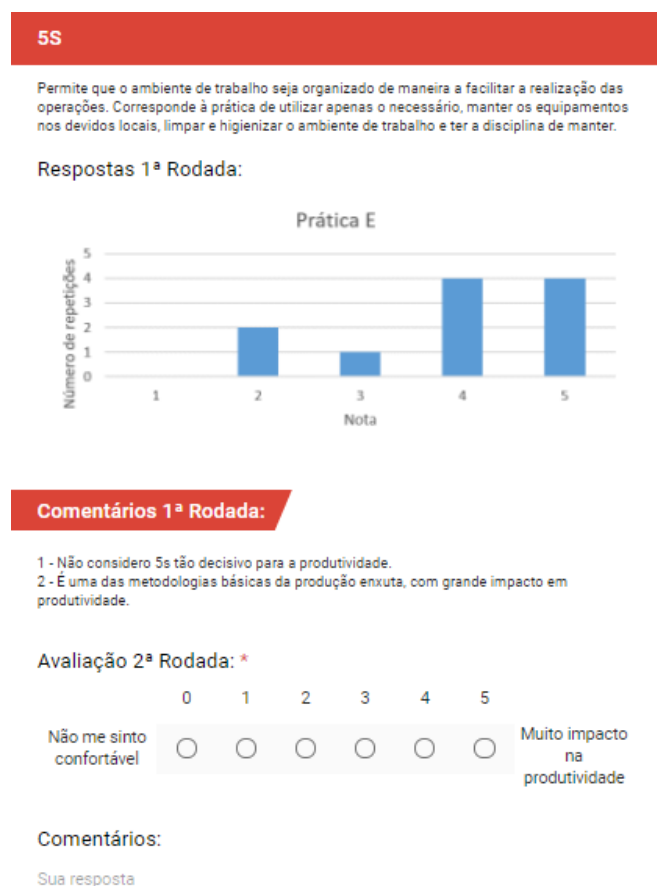 5S
Permite que o ambiente de trabalho seja organizado de maneira a facilitar a realização das
operações. Corresponde à prática de utilizar apenas o necessário, manter os equipamentos
nos devidos locais, limpar e higienizar o ambiente de trabalho e ter a disciplina de manter.
Respostas 1ª Rodada:
Prática E
Número de repetições
5
4
3
2
1
0
1 2 3 4 5
Nota
Comentários 1ª Rodada:
1 - Não considero 5s tão decisivo para a produtividade.
2 - É uma das metodologias básicas da produção enxuta, com grande impacto em
produtividade.
Avaliação 2ª Rodada: *
0 1 2 3 4 5
Não me sinto
confortável
Muito impacto
na
produtividade
Comentários:
Sua resposta